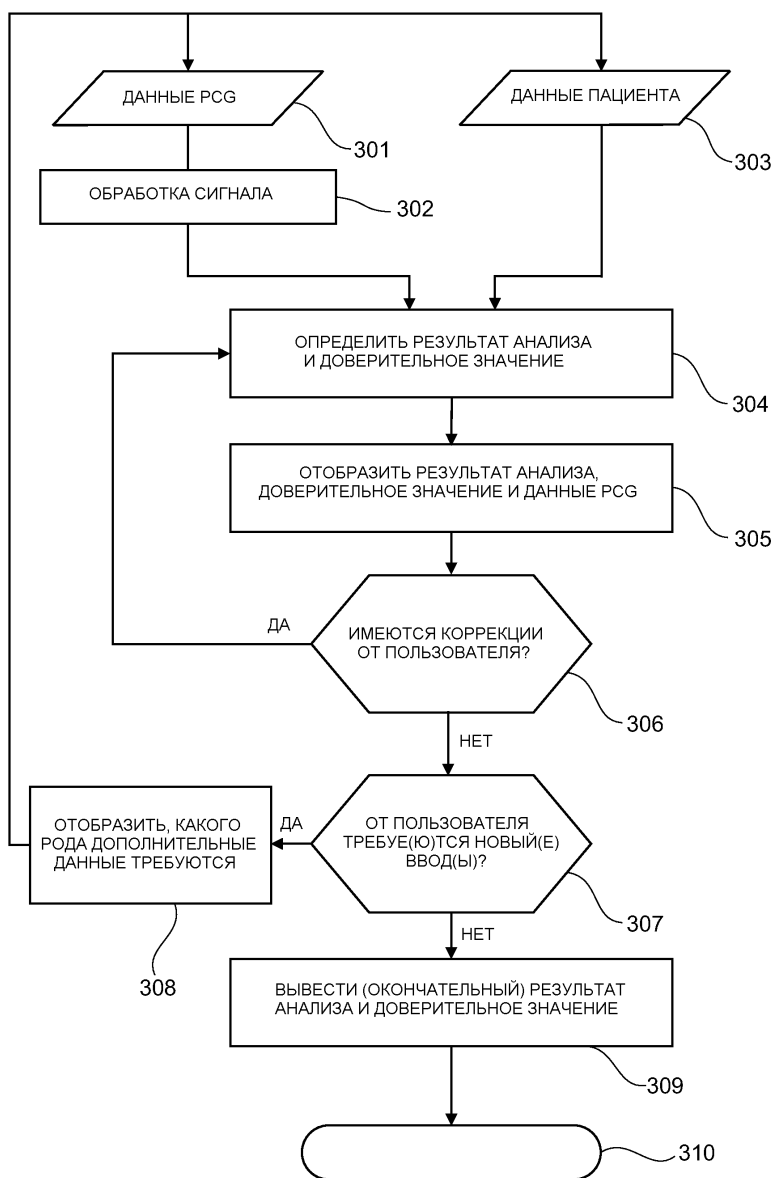 ДАННЫЕ PCG
301
ДАННЫЕ ПАЦИЕНТА
303
ОБРАБОТКА СИГНАЛА
302
ОПРЕДЕЛИТЬ РЕЗУЛЬТАТ АНАЛИЗА
И ДОВЕРИТЕЛЬНОЕ ЗНАЧЕНИЕ
304
ОТОБРАЗИТЬ РЕЗУЛЬТАТ АНАЛИЗА,
ДОВЕРИТЕЛЬНОЕ ЗНАЧЕНИЕ И ДАННЫЕ PCG
305
ДА
ИМЕЮТСЯ КОРРЕКЦИИ
ОТ ПОЛЬЗОВАТЕЛЯ?
306
НЕТ
ОТОБРАЗИТЬ, КАКОГО
РОДА ДОПОЛНИТЕЛЬНЫЕ
ДАННЫЕ ТРЕБУЮТСЯ
308
ДА
ОТ ПОЛЬЗОВАТЕЛЯ
ТРЕБУЕ(Ю)ТСЯ НОВЫЙ(Е)
ВВОД(Ы)?
307
НЕТ
ВЫВЕСТИ (ОКОНЧАТЕЛЬНЫЙ) РЕЗУЛЬТАТ
АНАЛИЗА И ДОВЕРИТЕЛЬНОЕ ЗНАЧЕНИЕ
309
310